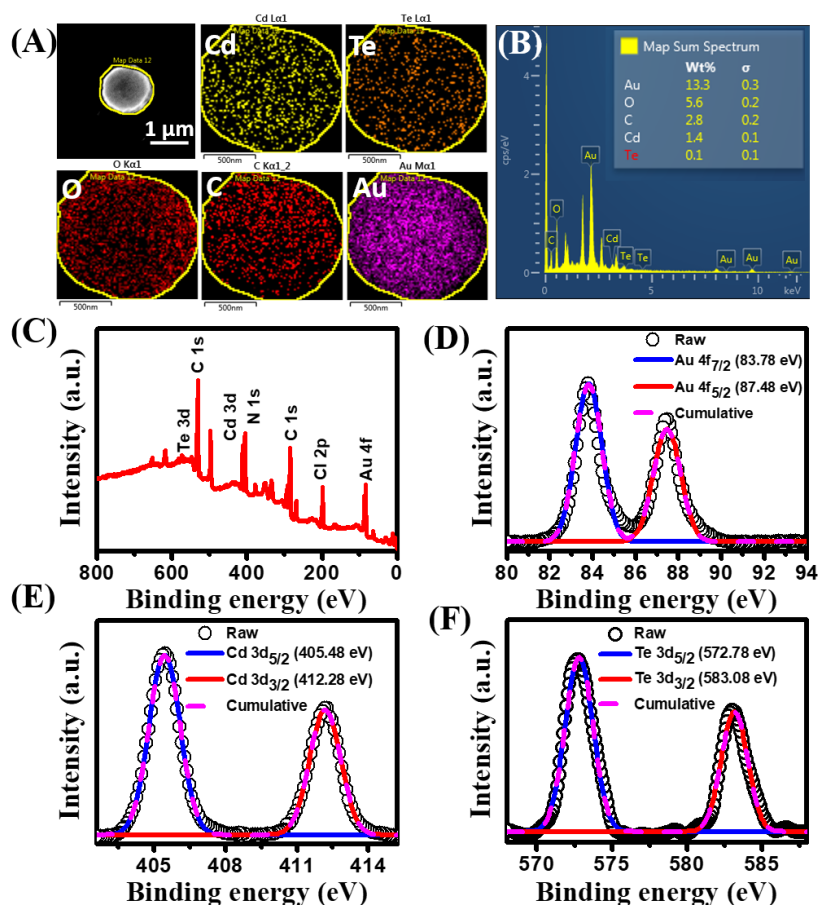 (A)
Map Data 12
1 μm
Cd Lα1
Map Data 12
Cd
500nm
Te Lα1
Map Data 12
Te
500nm
O Kα1
Map Data 12
O
500nm
C Kα1_2
Map Data 12
C
500nm
Au Mα1
Map Data 12
Au
500nm
(B)
Map Sum Spectrum
Wt% σ
Au 13.3 0.3
O 5.6 0.2
C 2.8 0.2
Cd 1.4 0.1
Te 0.1 0.1
cps/eV
4
2
0
Au
O
C
Cd
Te
Te
Au
Au
Au
0 5 10 keV
(C)
Intensity (a.u.)
Te 3d
C 1s
Cd 3d
N 1s
C 1s
Cl 2p
Au 4f
800 600 400 200 0
Binding energy (eV)
(D)
Intensity (a.u.)
Raw
Au 4f7/2 (83.78 eV)
Au 4f5/2 (87.48 eV)
Cumulative
80 82 84 86 88 90 92 94
Binding energy (eV)
(E)
Intensity (a.u.)
Raw
Cd 3d5/2 (405.48 eV)
Cd 3d3/2 (412.28 eV)
Cumulative
405 408 411 414
Binding energy (eV)
(F)
Intensity (a.u.)
Raw
Te 3d5/2 (572.78 eV)
Te 3d3/2 (583.08 eV)
Cumulative
570 575 580 585
Binding energy (eV)